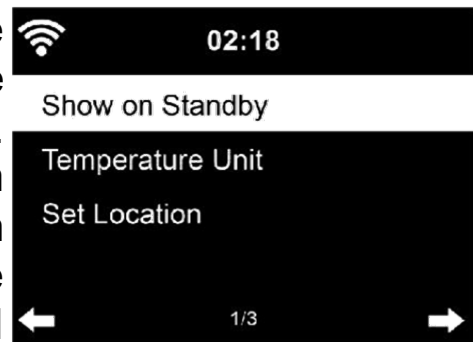 02:18
Show on Standby
Temperature Unit
Set Location
1/3